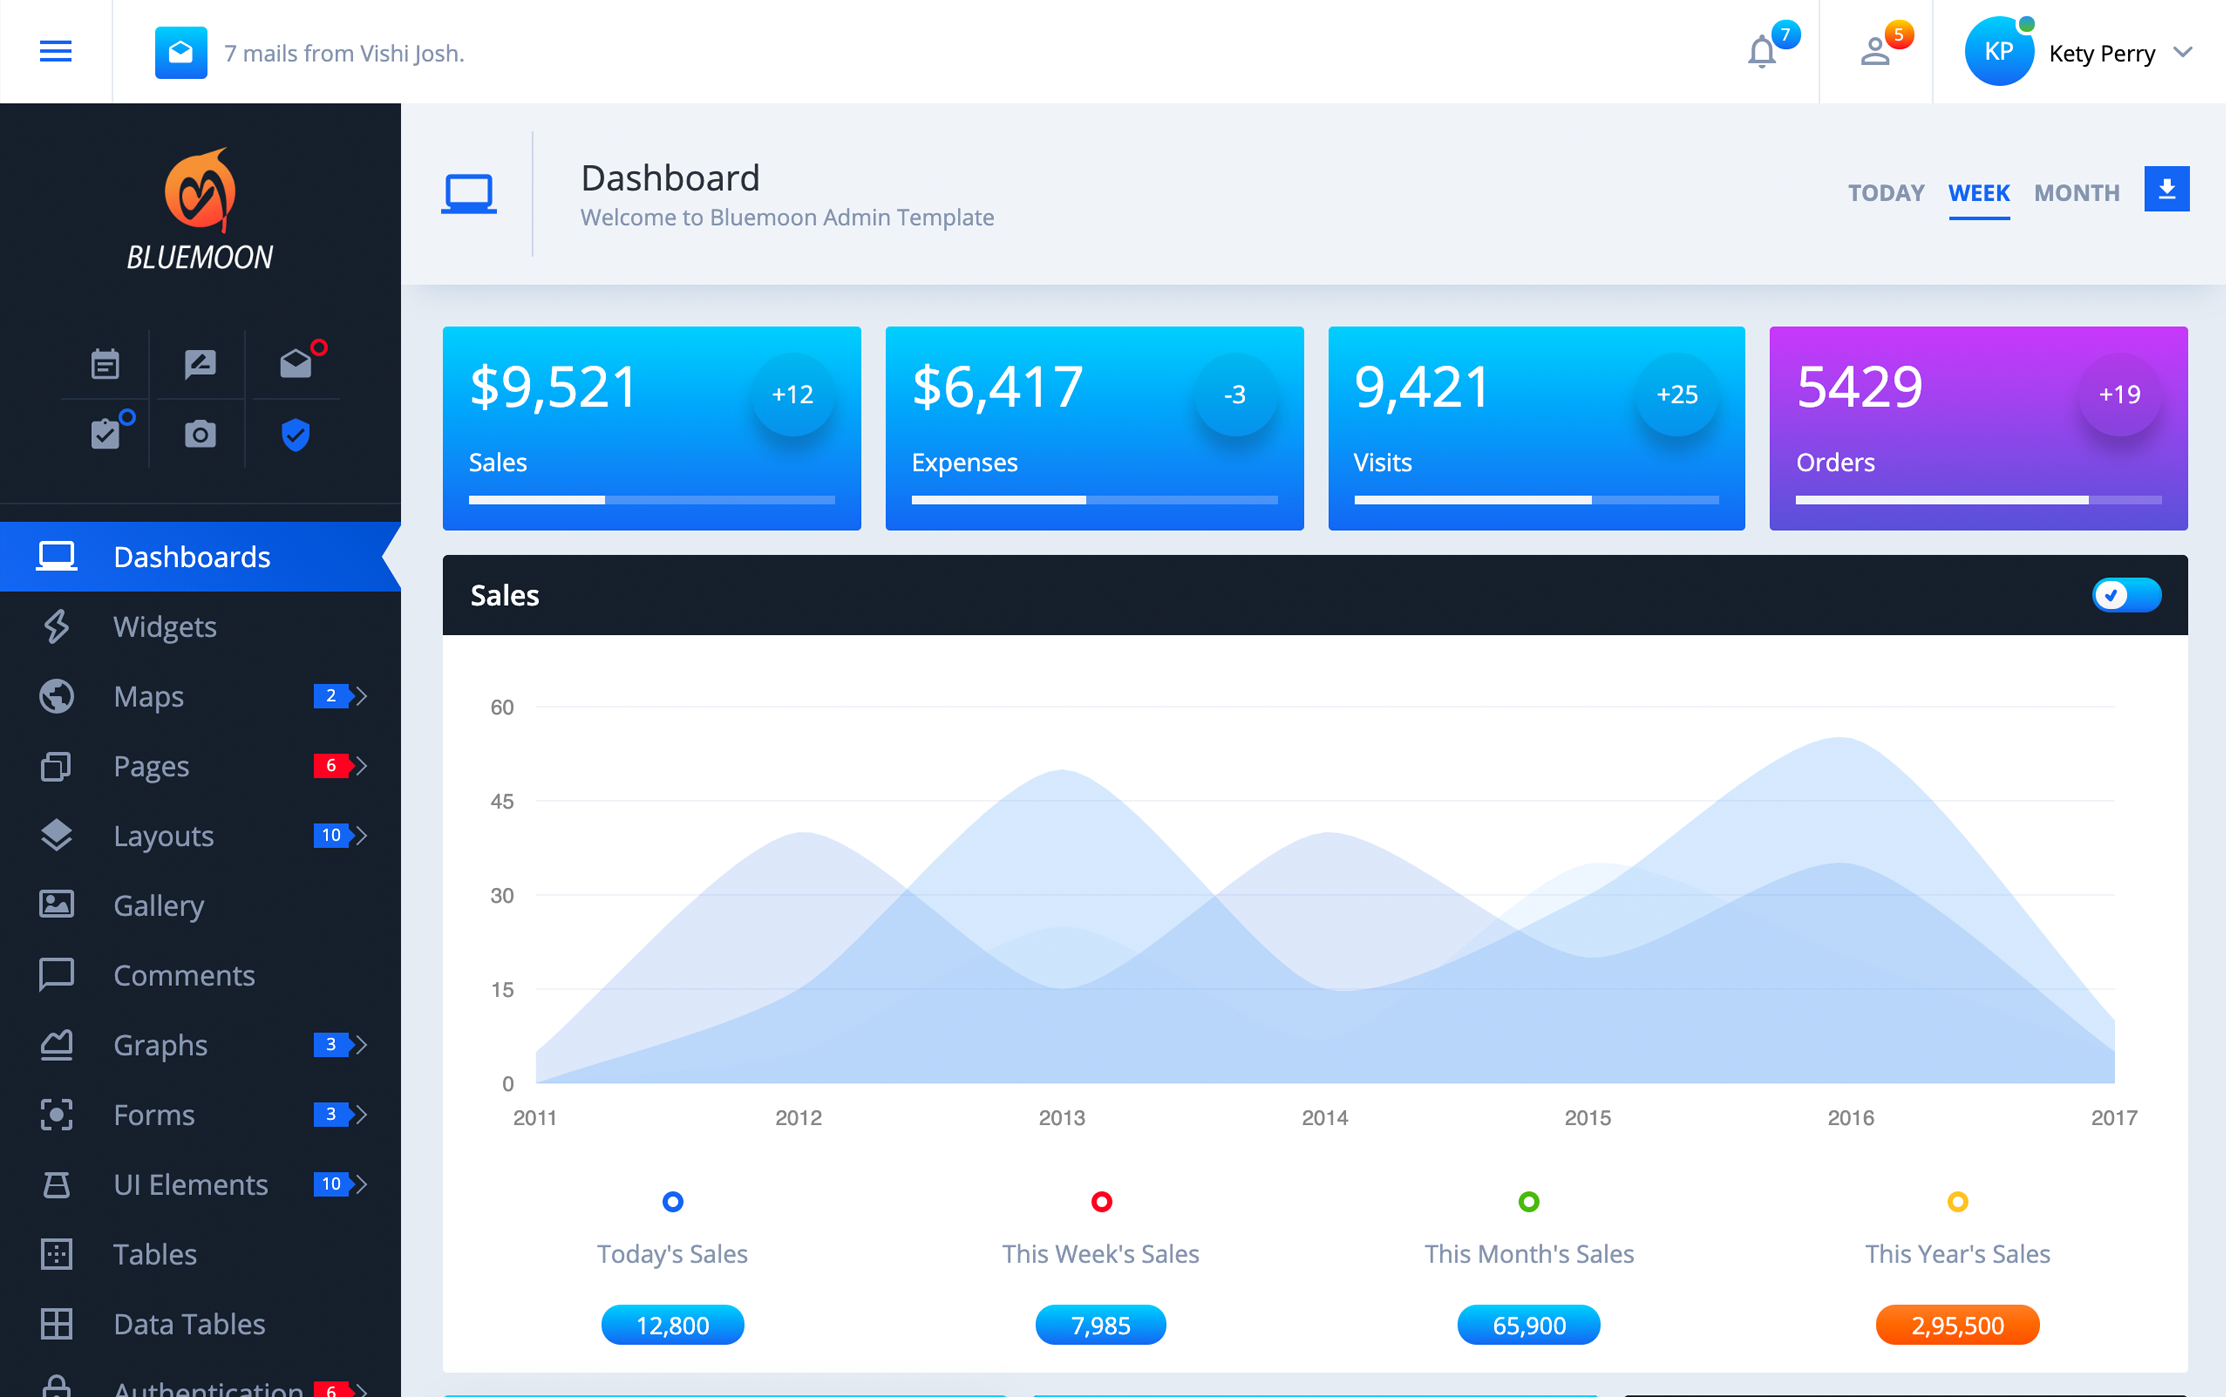 7 mails from Vishi Josh.
7
5
KP
Kety Perry
BLUEMOON
Dashboard
Welcome to Bluemoon Admin Template
TODAY WEEK MONTH
$9,521
+12
Sales
$6,417
-3
Expenses
9,421
+25
Visits
5429
+19
Orders
Dashboards
Widgets
Maps 2
Pages 6
Layouts 10
Gallery
Comments
Graphs 3
Forms 3
UI Elements 10
Tables
Data Tables
Authentication 6
Sales
60
45
30
15
0
2011 2012 2013 2014 2015 2016 2017
Today's Sales
12,800
This Week's Sales
7,985
This Month's Sales
65,900
This Year's Sales
2,95,500